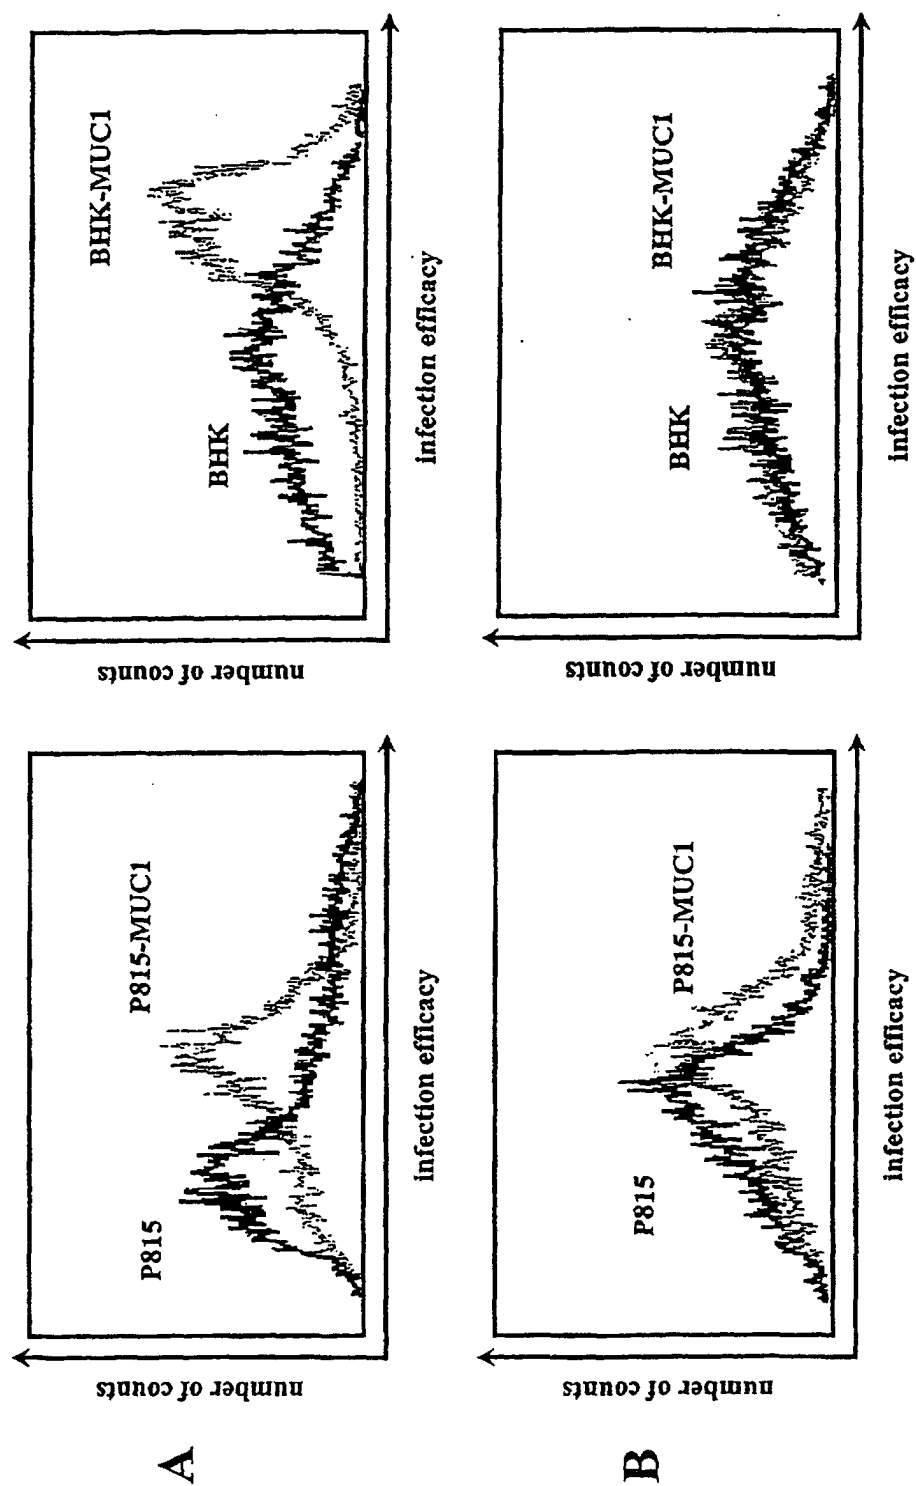 A
number of counts
P815
P815-MUC1
infection efficacy
number of counts
BHK
BHK-MUC1
infection efficacy
B
number of counts
P815
P815-MUC1
infection efficacy
number of counts
BHK
BHK-MUC1
infection efficacy